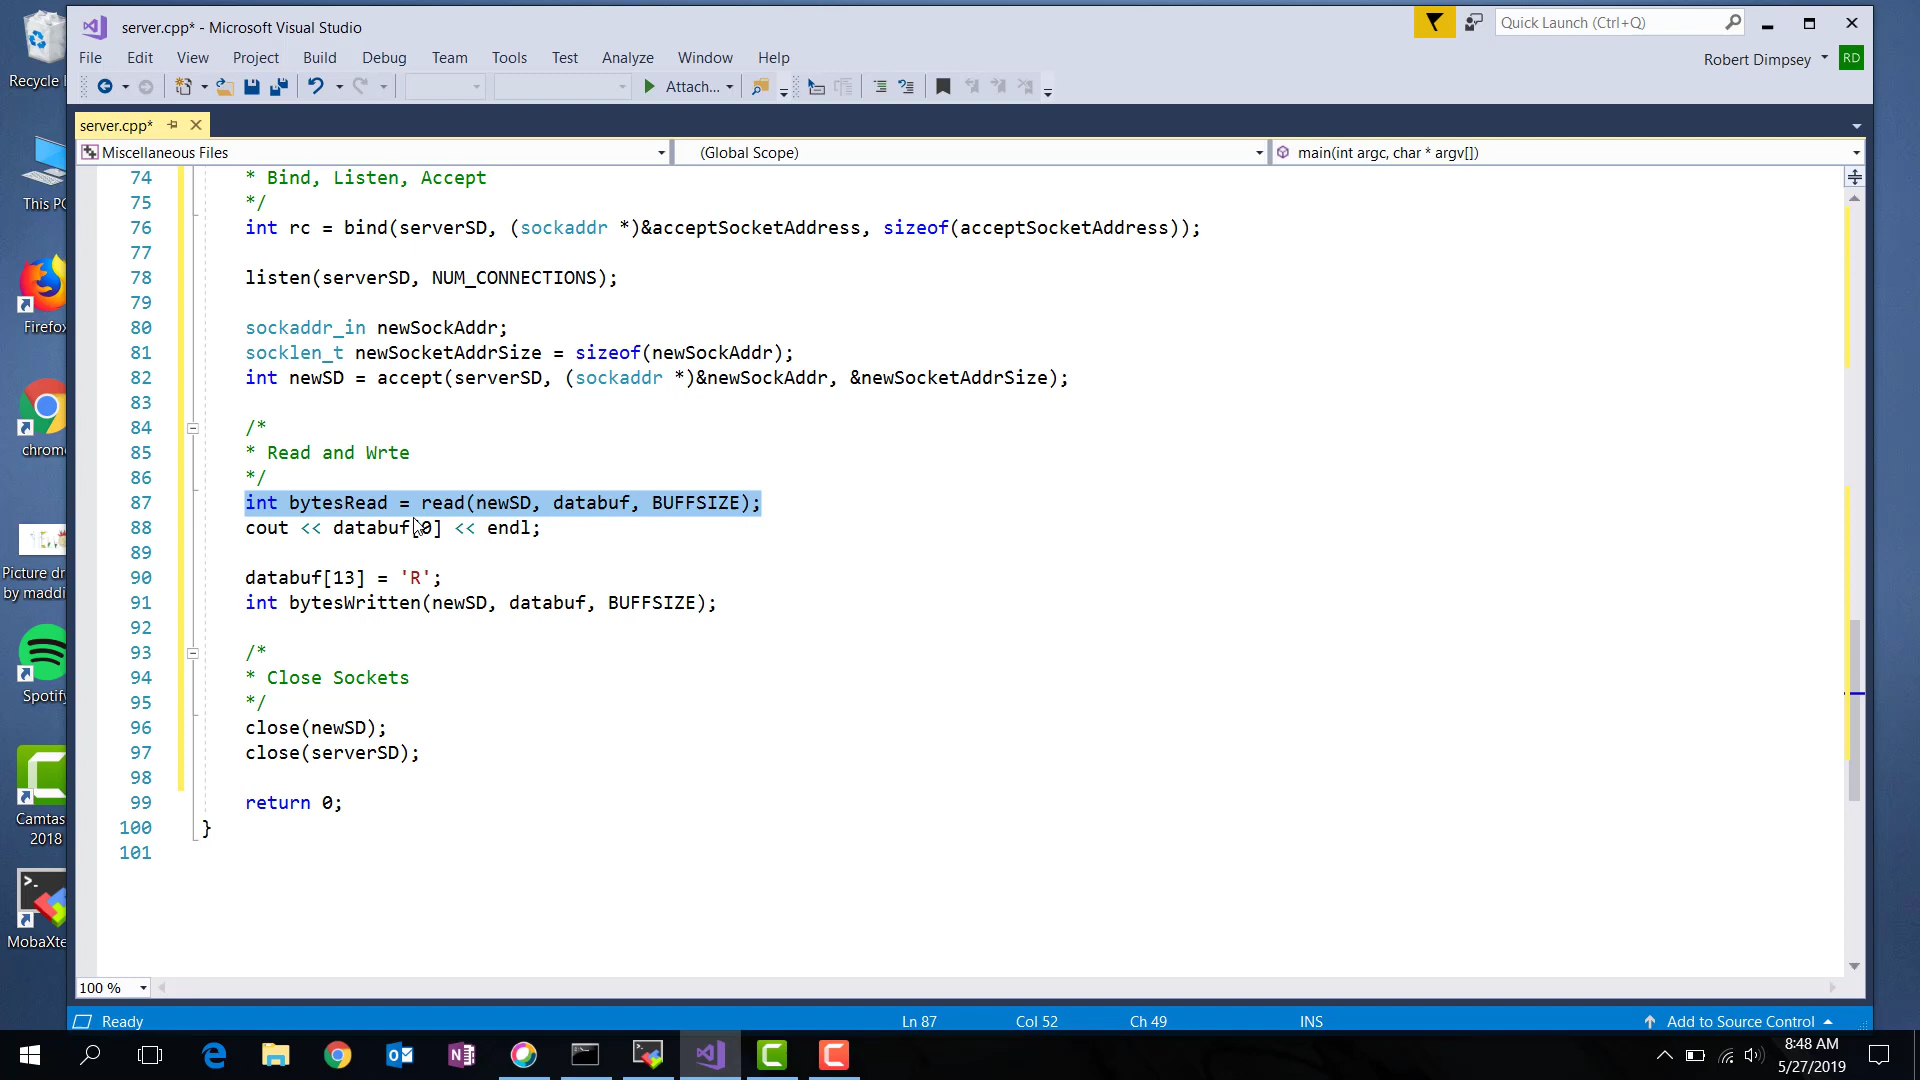 server.cpp* - Microsoft Visual Studio
Quick Launch (Ctrl+Q)
File Edit View Project Build Debug Team Tools Test Analyze Window Help
Robert Dimpsey RD
Attach...
server.cpp*
Miscellaneous Files (Global Scope) main(int argc, char * argv[])
74 * Bind, Listen, Accept
75 */
76 int rc = bind(serverSD, (sockaddr *)&acceptSocketAddress, sizeof(acceptSocketAddress));
77
78 listen(serverSD, NUM_CONNECTIONS);
79
80 sockaddr_in newSockAddr;
81 socklen_t newSocketAddrSize = sizeof(newSockAddr);
82 int newSD = accept(serverSD, (sockaddr *)&newSockAddr, &newSocketAddrSize);
83
84 /*
85 * Read and Wrte
86 */
87 int bytesRead = read(newSD, databuf, BUFFSIZE);
88 cout << databuf[0] << endl;
89
90 databuf[13] = 'R';
91 int bytesWritten(newSD, databuf, BUFFSIZE);
92
93 /*
94 * Close Sockets
95 */
96 close(newSD);
97 close(serverSD);
98
99 return 0;
100 }
101
100 %
Ready Ln 87 Col 52 Ch 49 INS Add to Source Control
Recycle
This PC
Firefox
chrome
Picture dr
by maddi
Spotify
Camtas
2018
MobaXte
8:48 AM
5/27/2019